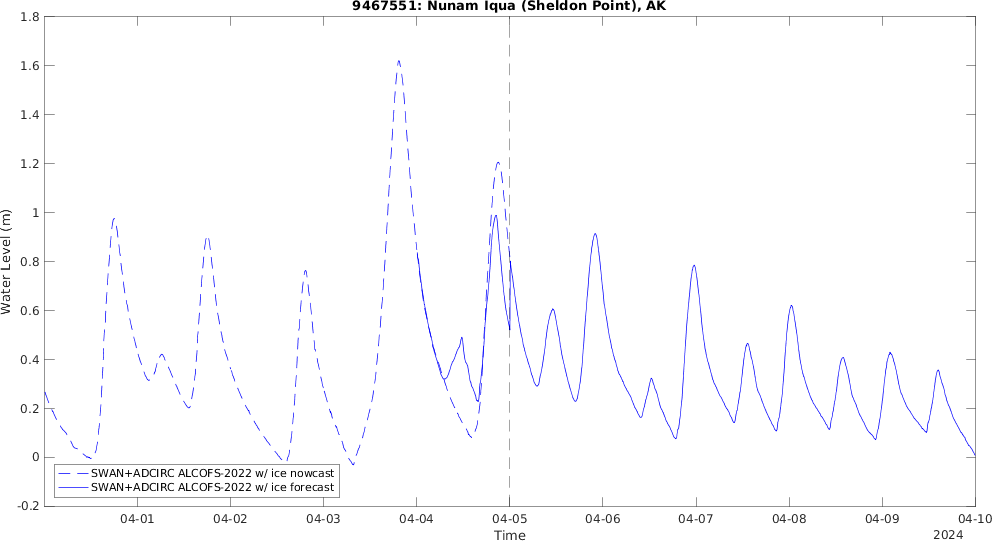 9467551: Nunam Iqua (Sheldon Point), AK
1.8
1.6
1.4
1.2
1
0.8
0.6
0.4
0.2
0
-0.2
Water Level (m)
SWAN+ADCIRC ALCOFS-2022 w/ ice nowcast
SWAN+ADCIRC ALCOFS-2022 w/ ice forecast
04-01 04-02 04-03 04-04 04-05 04-06 04-07 04-08 04-09 04-10
Time
2024